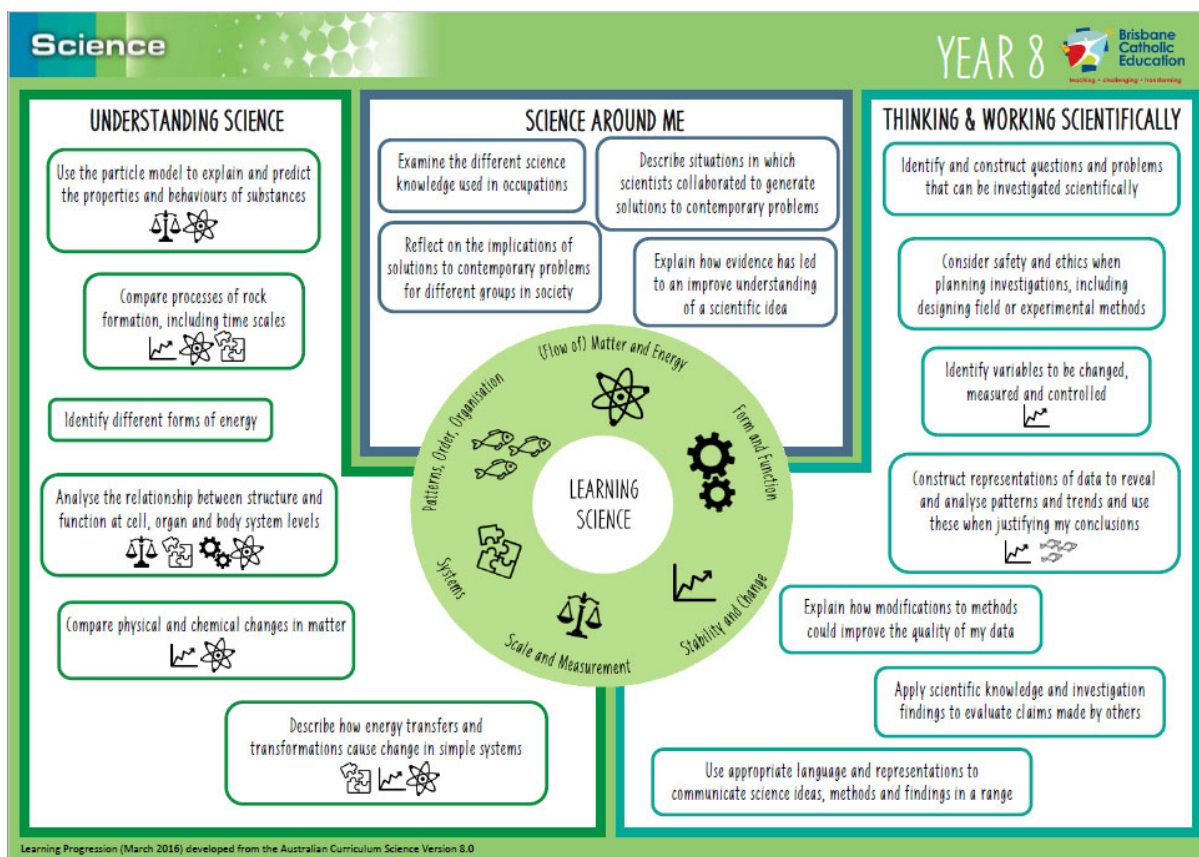 Science
YEAR 8
Brisbane
Catholic
Education
teaching • challenging • transforming
UNDERSTANDING SCIENCE
Use the particle model to explain and predict
the properties and behaviours of substances
Compare processes of rock
formation, including time scales
Identify different forms of energy
Analyse the relationship between structure and
function at cell, organ and body system levels
Compare physical and chemical changes in matter
Describe how energy transfers and
transformations cause change in simple systems
SCIENCE AROUND ME
Examine the different science
knowledge used in occupations
Describe situations in which
scientists collaborated to generate
solutions to contemporary problems
Reflect on the implications of
solutions to contemporary problems
for different groups in society
Explain how evidence has led
to an improve understanding
of a scientific idea
(Flow of) Matter and Energy
Form and Function
Stability and Change
Scale and Measurement
Systems
Patterns, Order, Organisation
LEARNING
SCIENCE
THINKING & WORKING SCIENTIFICALLY
Identify and construct questions and problems
that can be investigated scientifically
Consider safety and ethics when
planning investigations, including
designing field or experimental methods
Identify variables to be changed,
measured and controlled
Construct representations of data to reveal
and analyse patterns and trends and use
these when justifying my conclusions
Explain how modifications to methods
could improve the quality of my data
Apply scientific knowledge and investigation
findings to evaluate claims made by others
Use appropriate language and representations to
communicate science ideas, methods and findings in a range
Learning Progression (March 2016) developed from the Australian Curriculum Science Version 8.0